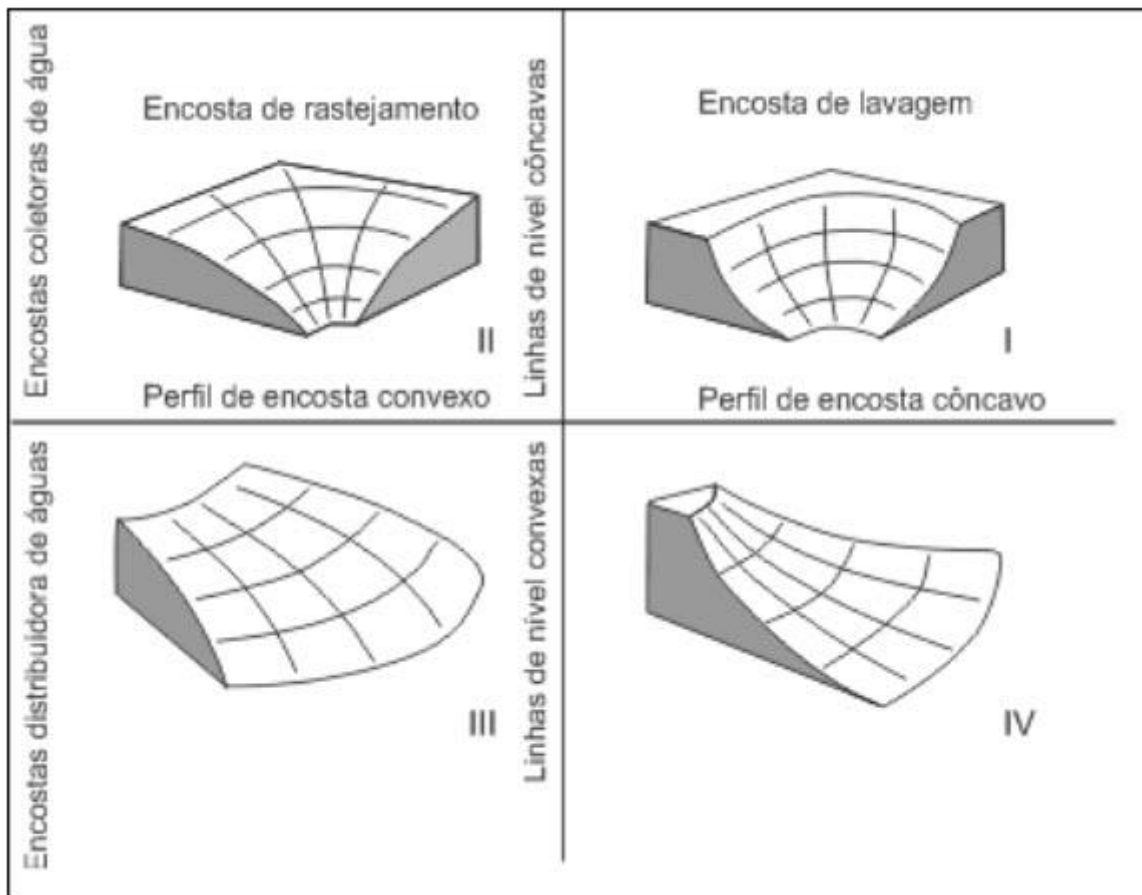 Encostas coletoras de água
Encosta de rastejamento
II
Perfil de encosta convexo
Linhas de nível côncavas
Encosta de lavagem
I
Perfil de encosta côncavo
Encostas distribuidora de águas
III
Linhas de nível convexas
IV